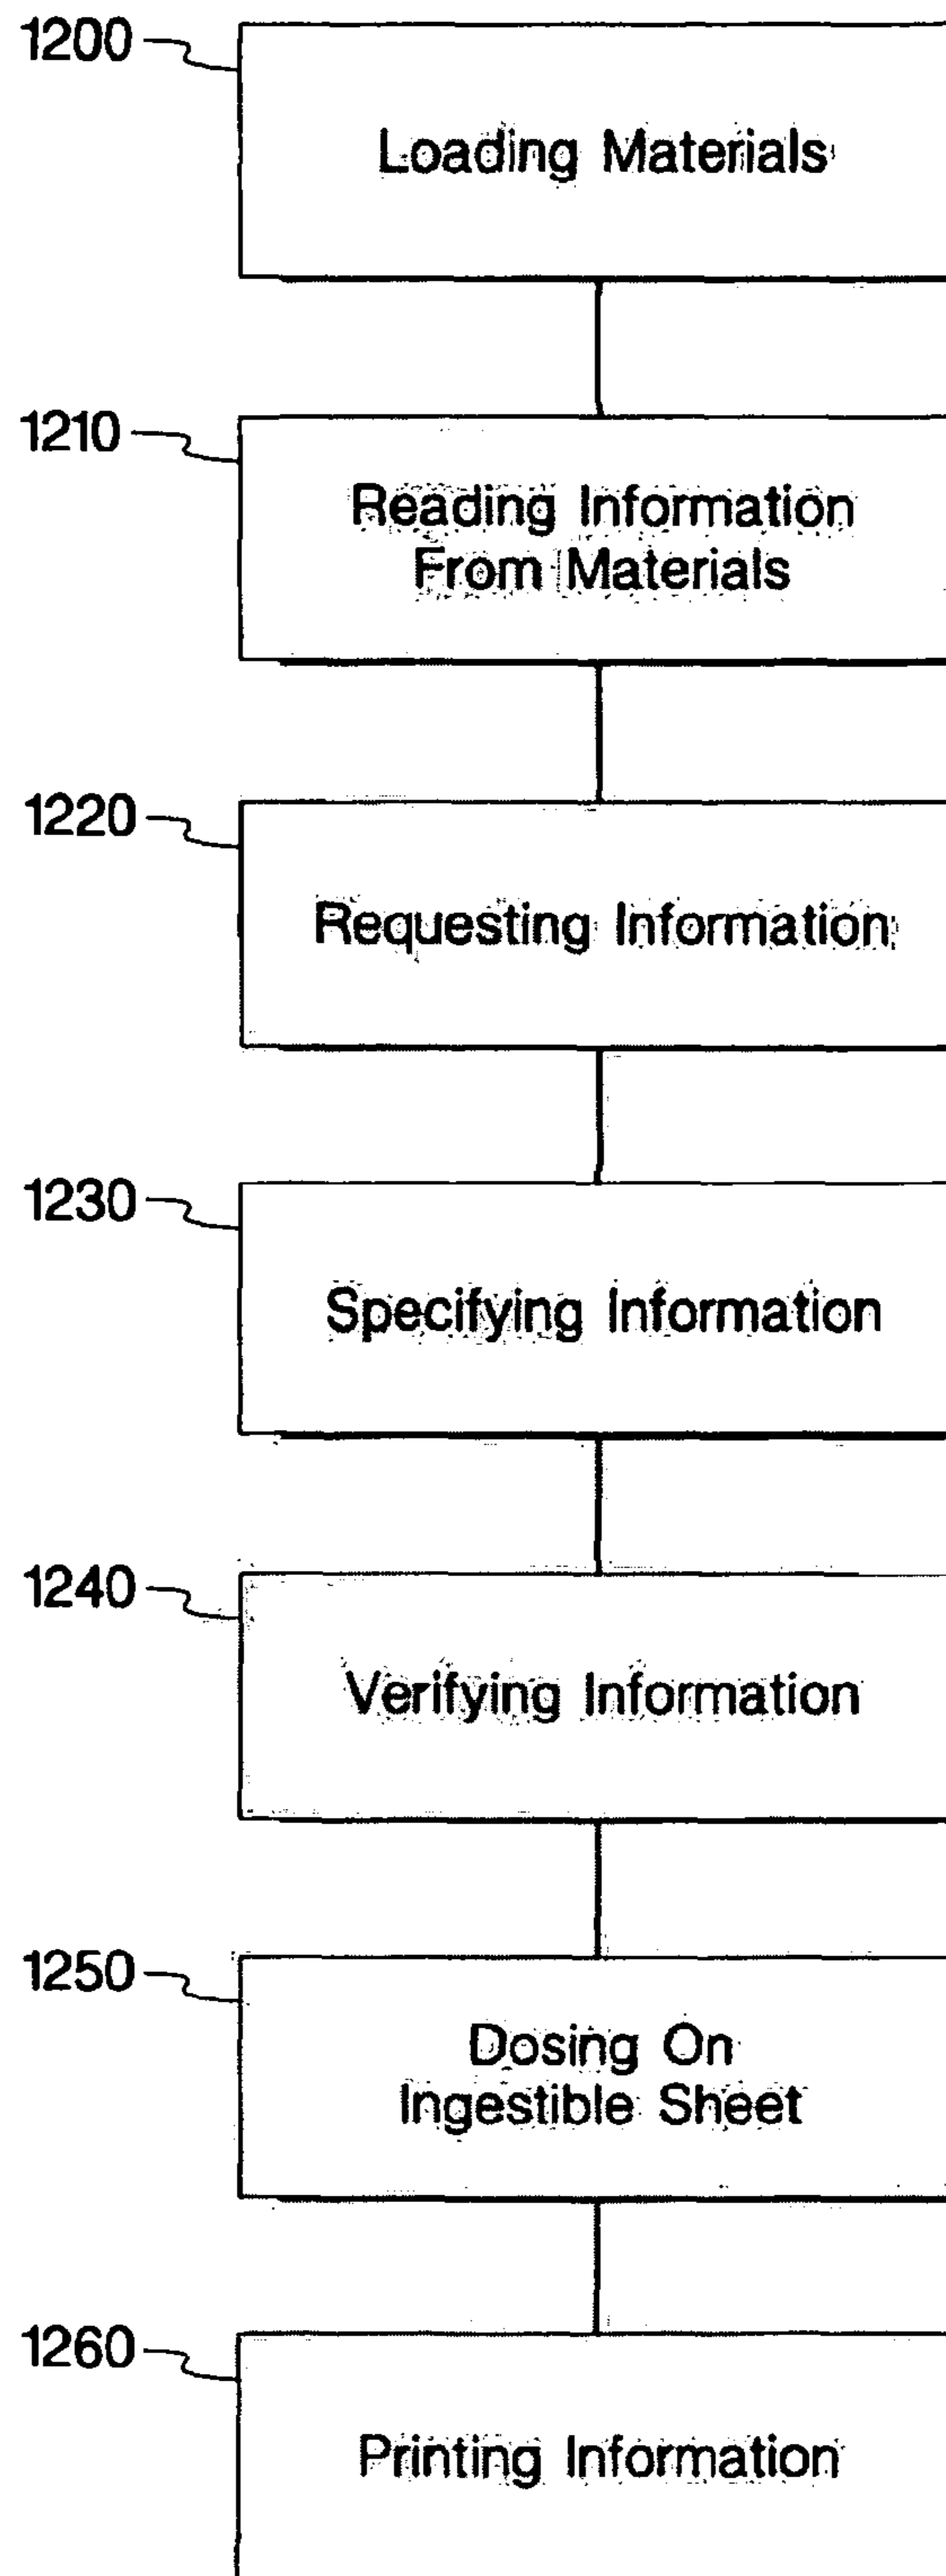 1200
Loading Materials
1210
Reading Information
From Materials
1220
Requesting Information
1230
Specifying Information
1240
Verifying Information
1250
Dosing On
Ingestible Sheet
1260
Printing Information